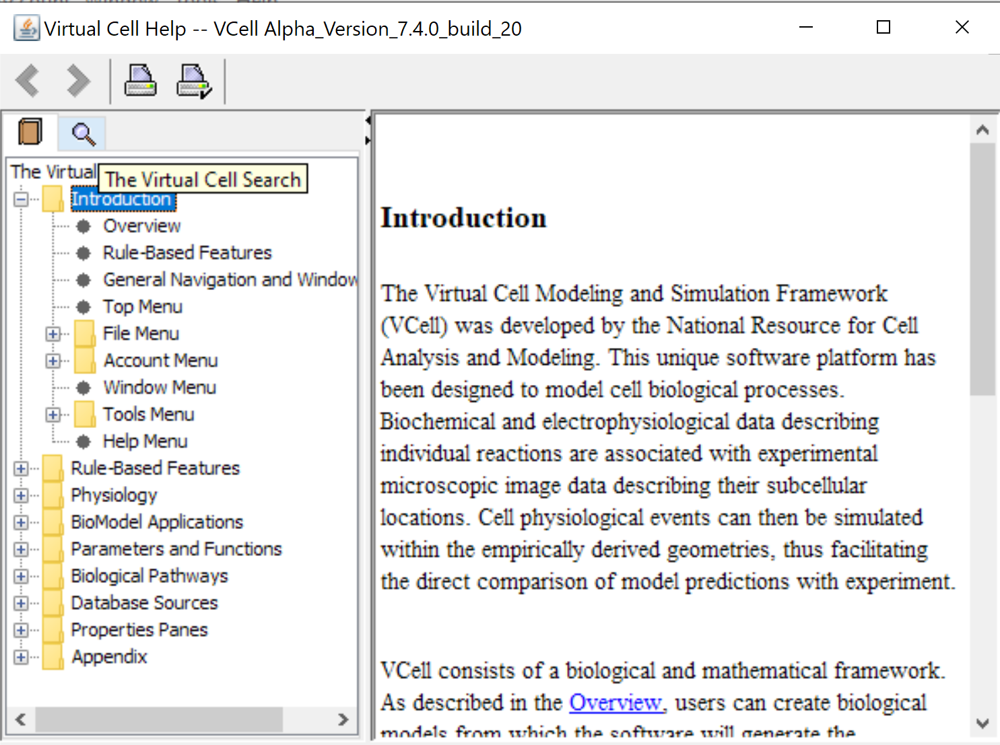 Window Tools Help
Virtual Cell Help -- VCell Alpha_Version_7.4.0_build_20
The Virtual
The Virtual Cell Search
Introduction
Overview
Rule-Based Features
General Navigation and Window
Top Menu
File Menu
Account Menu
Window Menu
Tools Menu
Help Menu
Rule-Based Features
Physiology
BioModel Applications
Parameters and Functions
Biological Pathways
Database Sources
Properties Panes
Appendix
Introduction
The Virtual Cell Modeling and Simulation Framework
(VCell) was developed by the National Resource for Cell
Analysis and Modeling. This unique software platform has
been designed to model cell biological processes.
Biochemical and electrophysiological data describing
individual reactions are associated with experimental
microscopic image data describing their subcellular
locations. Cell physiological events can then be simulated
within the empirically derived geometries, thus facilitating
the direct comparison of model predictions with experiment.
VCell consists of a biological and mathematical framework.
As described in the Overview, users can create biological
models from which the software will generate the